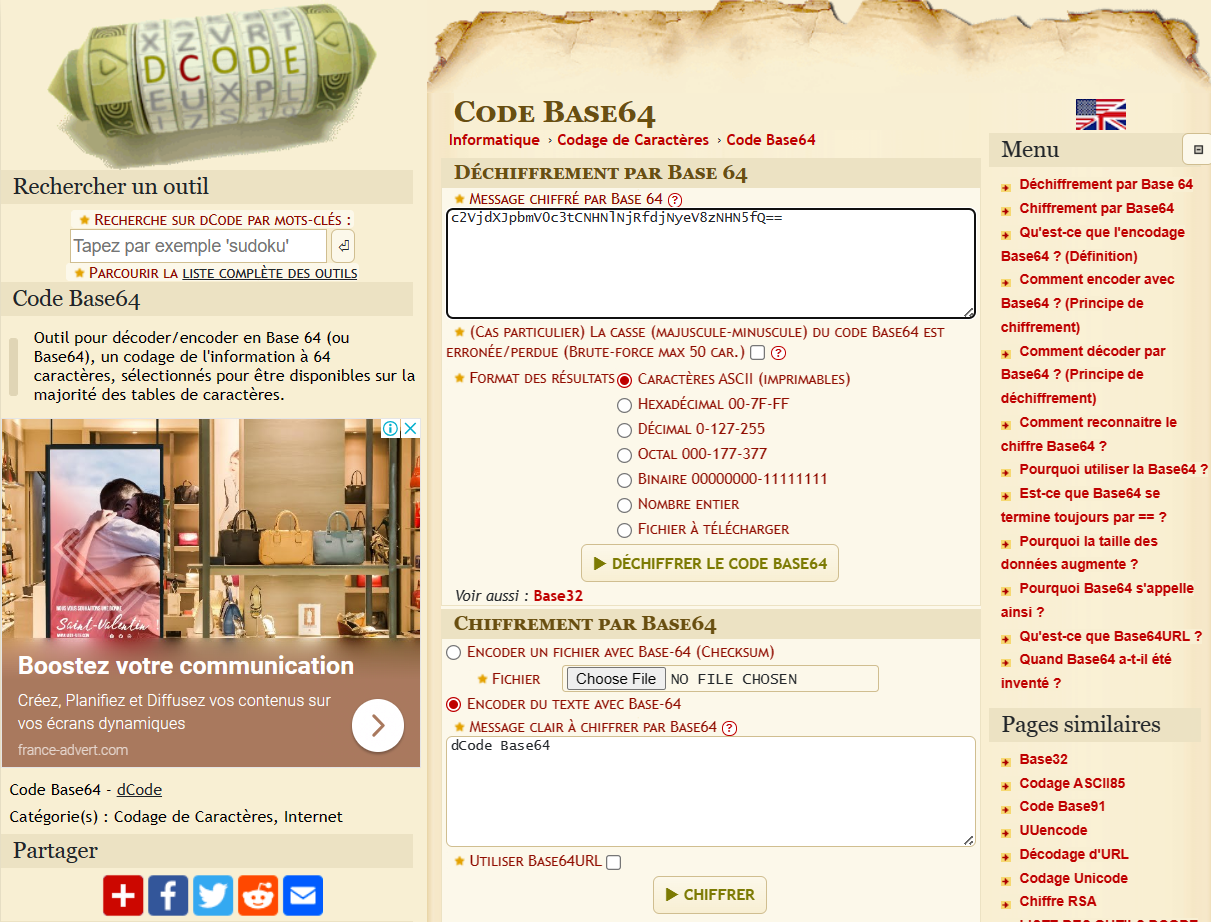 XZVRT
DCODE
EUXPL
Rechercher un outil
★ Recherche sur dCode par mots-clés :
Tapez par exemple 'sudoku'
★ Parcourir la liste complète des outils
Code Base64
Outil pour décoder/encoder en Base 64 (ou
Base64), un codage de l'information à 64
caractères, sélectionnés pour être disponibles sur la
majorité des tables de caractères.
Saint-Valentin
Boostez votre communication
Créez, Planifiez et Diffusez vos contenus sur
vos écrans dynamiques
france-advert.com
Code Base64 - dCode
Catégorie(s) : Codage de Caractères, Internet
Partager
Code Base64
Informatique › Codage de Caractères › Code Base64
Déchiffrement par Base 64
★ Message chiffré par Base 64 ?
c2VjdXJpbmV0c3tCNHNlNjRfdjNyeV8zNHN5fQ==
★ (Cas particulier) La casse (majuscule-minuscule) du code Base64 est
erronée/perdue (Brute-force max 50 car.) ?
★ Format des résultats Caractères ASCII (imprimables)
Hexadécimal 00-7F-FF
Décimal 0-127-255
Octal 000-177-377
Binaire 00000000-11111111
Nombre entier
Fichier à télécharger
▶ DÉCHIFFRER LE CODE BASE64
Voir aussi : Base32
Chiffrement par Base64
Encoder un fichier avec Base-64 (Checksum)
★ Fichier Choose File NO FILE CHOSEN
Encoder du texte avec Base-64
★ Message clair à chiffrer par Base64 ?
dCode Base64
★ Utiliser Base64URL
▶ CHIFFRER
Menu
Déchiffrement par Base 64
Chiffrement par Base64
Qu'est-ce que l'encodage
Base64 ? (Définition)
Comment encoder avec
Base64 ? (Principe de
chiffrement)
Comment décoder par
Base64 ? (Principe de
déchiffrement)
Comment reconnaitre le
chiffre Base64 ?
Pourquoi utiliser la Base64 ?
Est-ce que Base64 se
termine toujours par == ?
Pourquoi la taille des
données augmente ?
Pourquoi Base64 s'appelle
ainsi ?
Qu'est-ce que Base64URL ?
Quand Base64 a-t-il été
inventé ?
Pages similaires
Base32
Codage ASCII85
Code Base91
UUencode
Décodage d'URL
Codage Unicode
Chiffre RSA
LISTE DES OUTILS DCODE